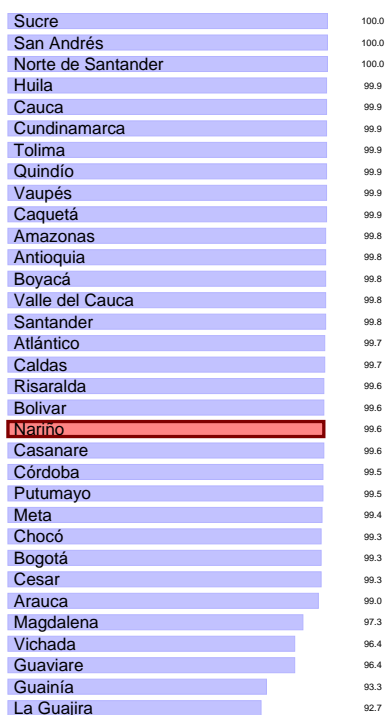 Sucre 100.0
San Andrés 100.0
Norte de Santander 100.0
Huila 99.9
Cauca 99.9
Cundinamarca 99.9
Tolima 99.9
Quindío 99.9
Vaupés 99.9
Caquetá 99.9
Amazonas 99.8
Antioquia 99.8
Boyacá 99.8
Valle del Cauca 99.8
Santander 99.8
Atlántico 99.7
Caldas 99.7
Risaralda 99.6
Bolivar 99.6
Nariño 99.6
Casanare 99.6
Córdoba 99.5
Putumayo 99.5
Meta 99.4
Chocó 99.3
Bogotá 99.3
Cesar 99.3
Arauca 99.0
Magdalena 97.3
Vichada 96.4
Guaviare 96.4
Guainía 93.3
La Guajira 92.7